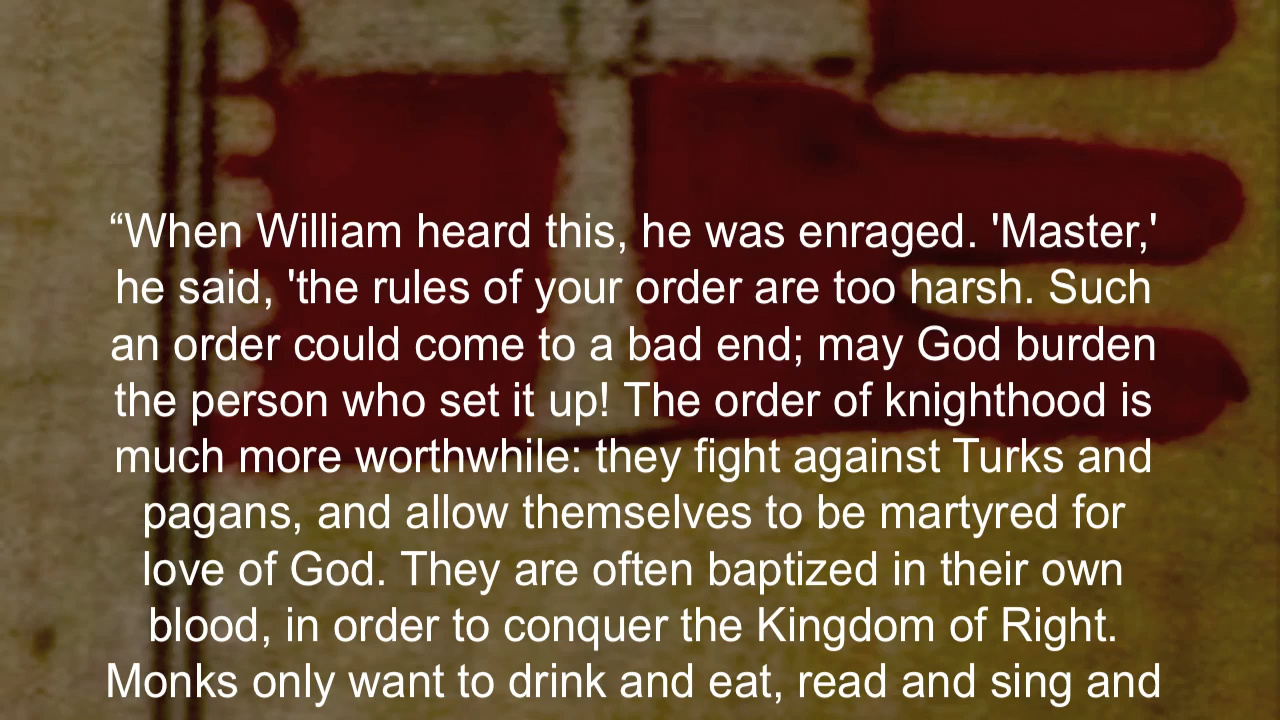 “When William heard this, he was enraged. 'Master,'
he said, 'the rules of your order are too harsh. Such
an order could come to a bad end; may God burden
the person who set it up! The order of knighthood is
much more worthwhile: they fight against Turks and
pagans, and allow themselves to be martyred for
love of God. They are often baptized in their own
blood, in order to conquer the Kingdom of Right.
Monks only want to drink and eat, read and sing and